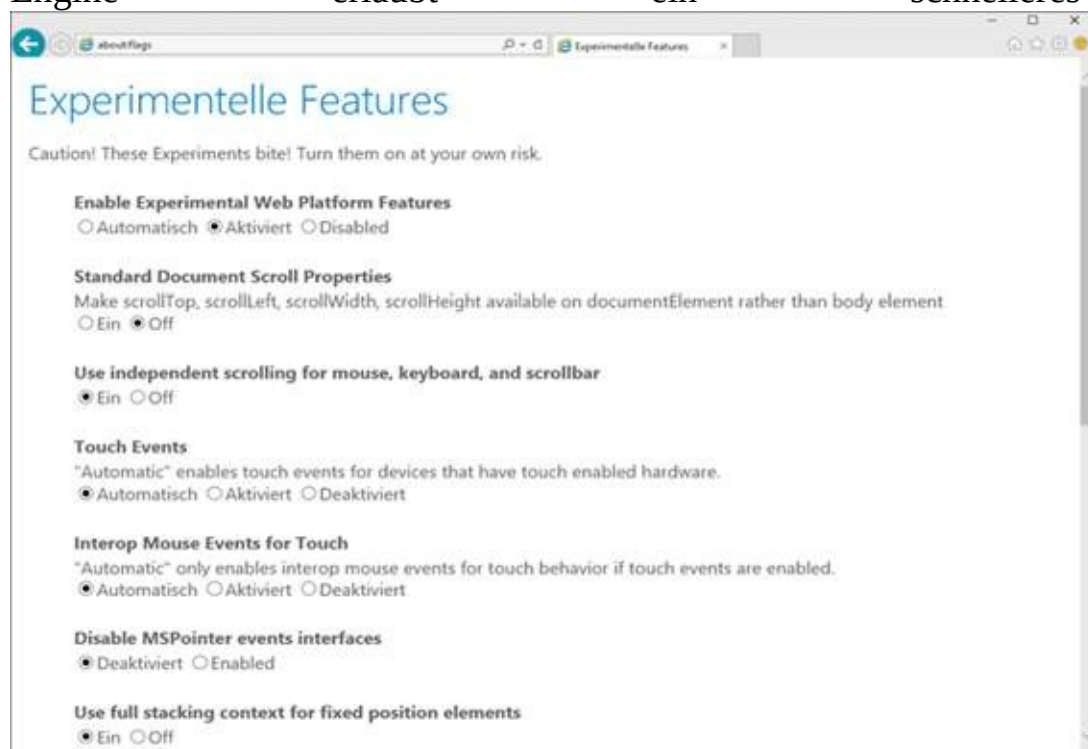 about:flags
Experimentelle Features
Experimentelle Features
Caution! These Experiments bite! Turn them on at your own risk.
Enable Experimental Web Platform Features
Automatisch Aktiviert Disabled
Standard Document Scroll Properties
Make scrollTop, scrollLeft, scrollWidth, scrollHeight available on documentElement rather than body element
Ein Off
Use independent scrolling for mouse, keyboard, and scrollbar
Ein Off
Touch Events
"Automatic" enables touch events for devices that have touch enabled hardware.
Automatisch Aktiviert Deaktiviert
Interop Mouse Events for Touch
"Automatic" only enables interop mouse events for touch behavior if touch events are enabled.
Automatisch Aktiviert Deaktiviert
Disable MSPointer events interfaces
Deaktiviert Enabled
Use full stacking context for fixed position elements
Ein Off